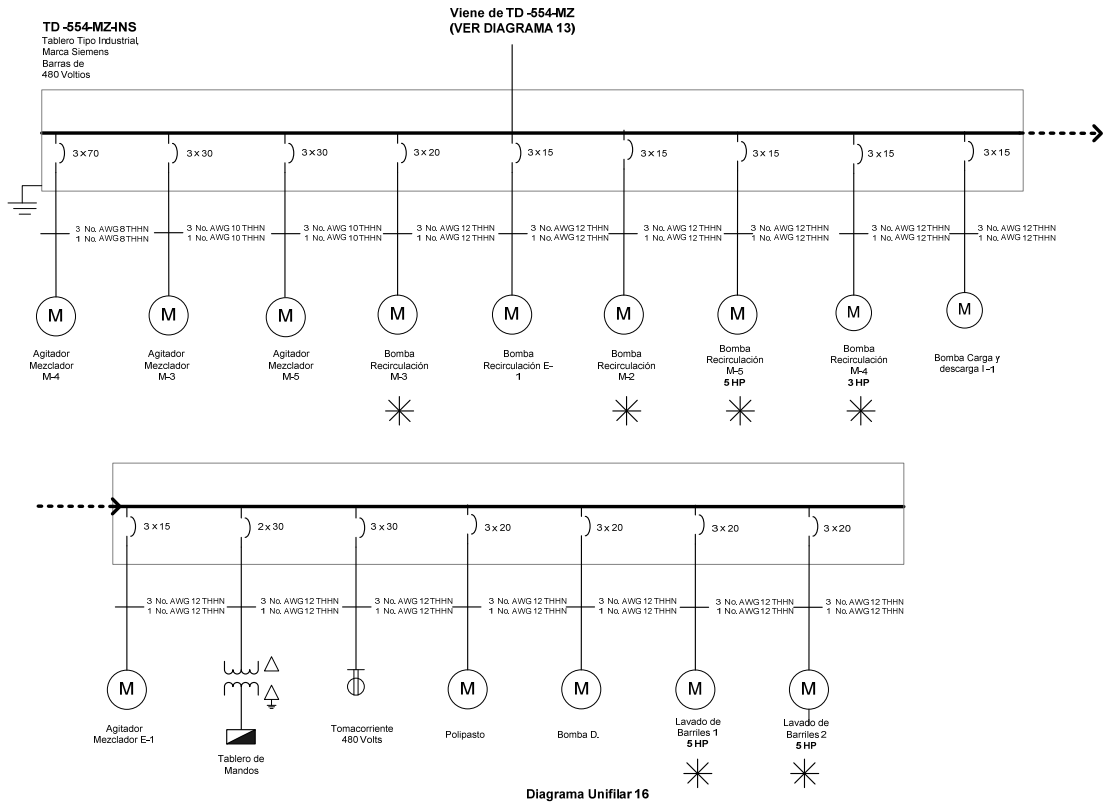 Viene de TD -554-MZ
(VER DIAGRAMA 13)
TD -554-MZ-INS
Tablero Tipo Industrial,
Marca Siemens
Barras de
480 Voltios
3 x 70
3 x 30
3 x 30
3 x 20
3 x 15
3 x 15
3 x 15
3 x 15
3 x 15
3 No. AWG 8 THHN
1 No. AWG 8 THHN
3 No. AWG 10 THHN
1 No. AWG 10 THHN
3 No. AWG 10 THHN
1 No. AWG 10 THHN
3 No. AWG 12 THHN
1 No. AWG 12 THHN
3 No. AWG 12 THHN
1 No. AWG 12 THHN
3 No. AWG 12 THHN
1 No. AWG 12 THHN
3 No. AWG 12 THHN
1 No. AWG 12 THHN
3 No. AWG 12 THHN
1 No. AWG 12 THHN
3 No. AWG 12 THHN
1 No. AWG 12 THHN
M
M
M
M
M
M
M
M
M
Agitador
Mezclador
M-4
Agitador
Mezclador
M-3
Agitador
Mezclador
M-5
Bomba
Recirculación
M-3
Bomba
Recirculación E-
1
Bomba
Recirculación
M-2
Bomba
Recirculación
M-5
5 HP
Bomba
Recirculación
M-4
3 HP
Bomba Carga y
descarga I -1
3 x 15
2 x 30
3 x 30
3 x 20
3 x 20
3 x 20
3 x 20
3 No. AWG 12 THHN
1 No. AWG 12 THHN
3 No. AWG 12 THHN
1 No. AWG 12 THHN
3 No. AWG 12 THHN
1 No. AWG 12 THHN
3 No. AWG 12 THHN
1 No. AWG 12 THHN
3 No. AWG 12 THHN
1 No. AWG 12 THHN
3 No. AWG 12 THHN
1 No. AWG 12 THHN
3 No. AWG 12 THHN
1 No. AWG 12 THHN
M
M
M
M
M
Agitador
Mezclador E-1
Tablero de
Mandos
Tomacorriente
480 Volts
Polipasto
Bomba D.
Lavado de
Barriles 1
5 HP
Lavado de
Barriles 2
5 HP
Diagrama Unifilar 16